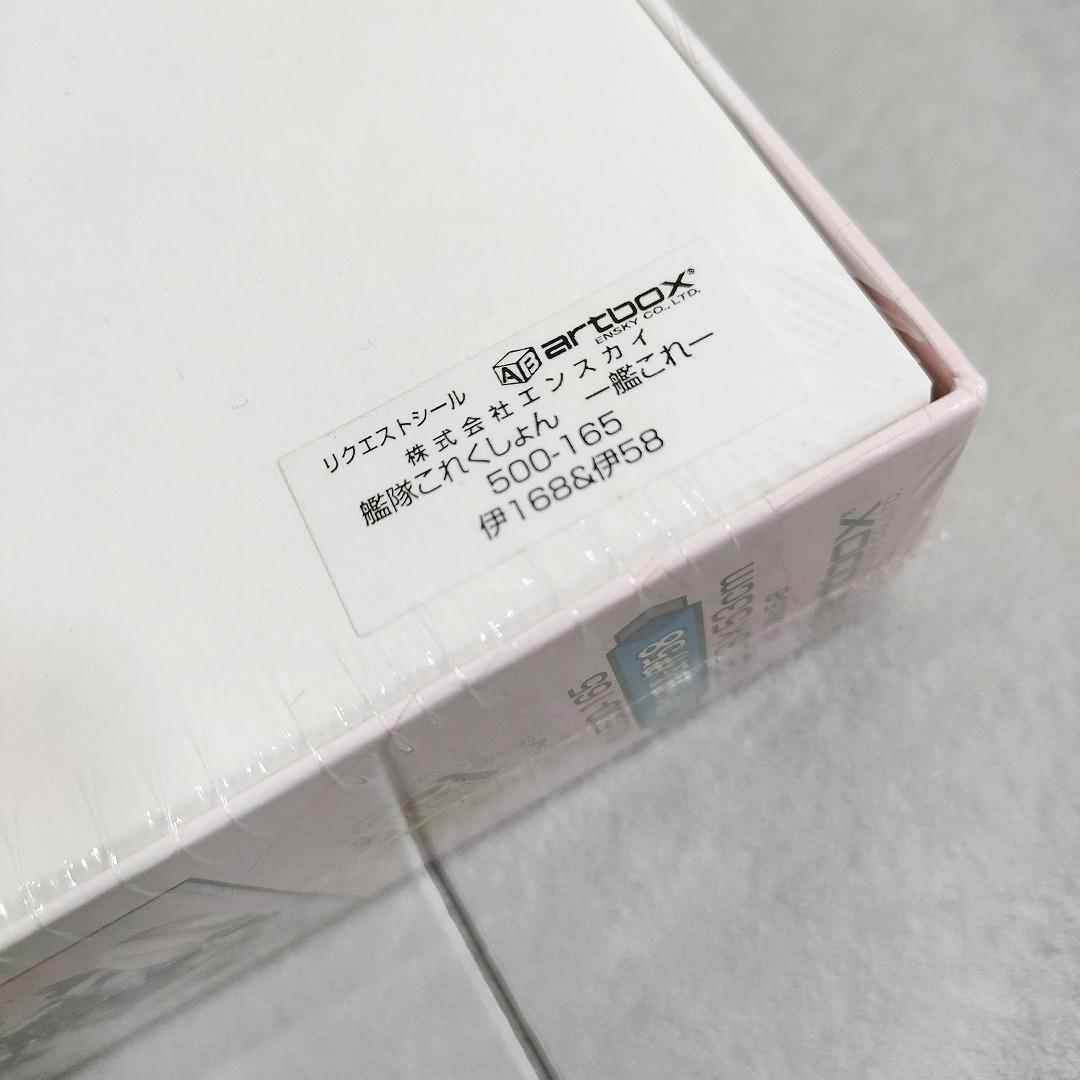 リクエストシール
AB artbox®
ENSKY CO., LTD.
株式会社エンスカイ
艦隊これくしょん ー艦これー
500-165
伊168&伊58